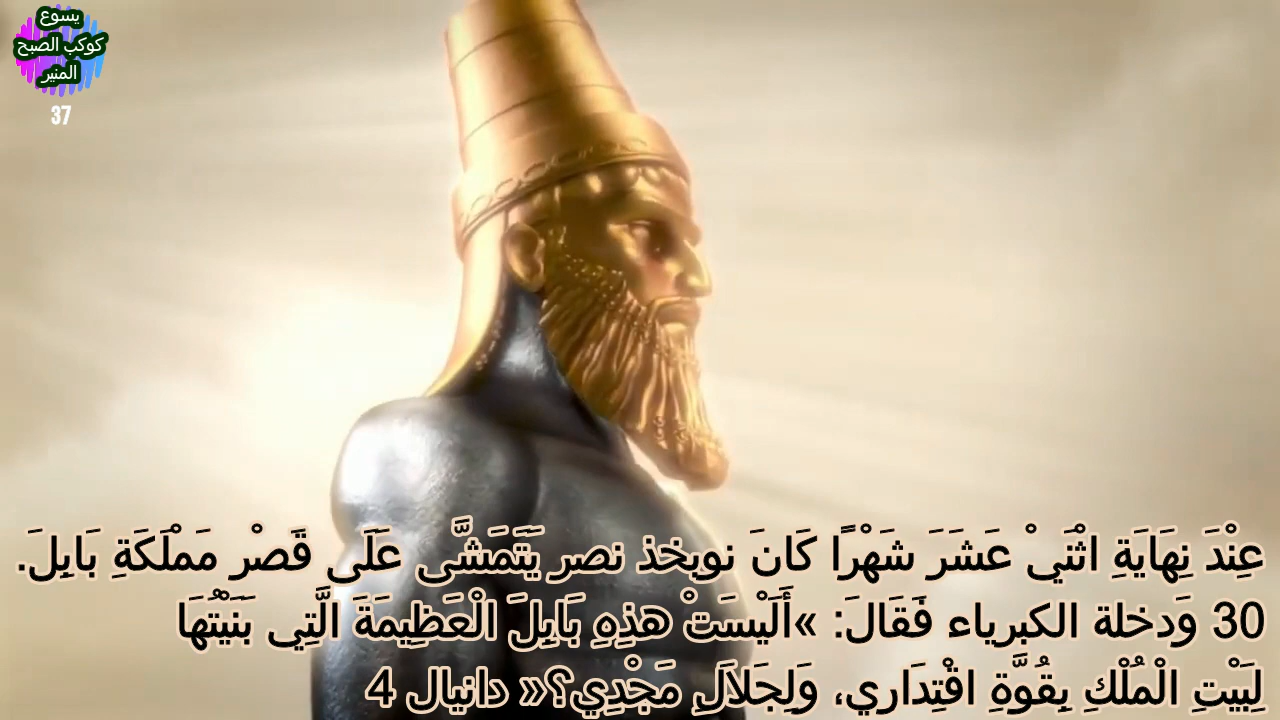 يسوع
كوكب الصبح
المنير
37
عِنْدَ نِهَايَةِ اثْنَيْ عَشَرَ شَهْرًا كَانَ نوبخذ نصر يَتَمَشَّى عَلَى قَصْرِ مَمْلَكَةِ بَابِلَ.
30 وَدخلة الكبرياء فَقَالَ: »أَلَيْسَتْ هذِهِ بَابِلَ الْعَظِيمَةَ الَّتِي بَنَيْتُهَا
لِبَيْتِ الْمُلْكِ بِقُوَّةِ اقْتِدَارِي، وَلِجَلاَلِ مَجْدِي؟« دانيال 4